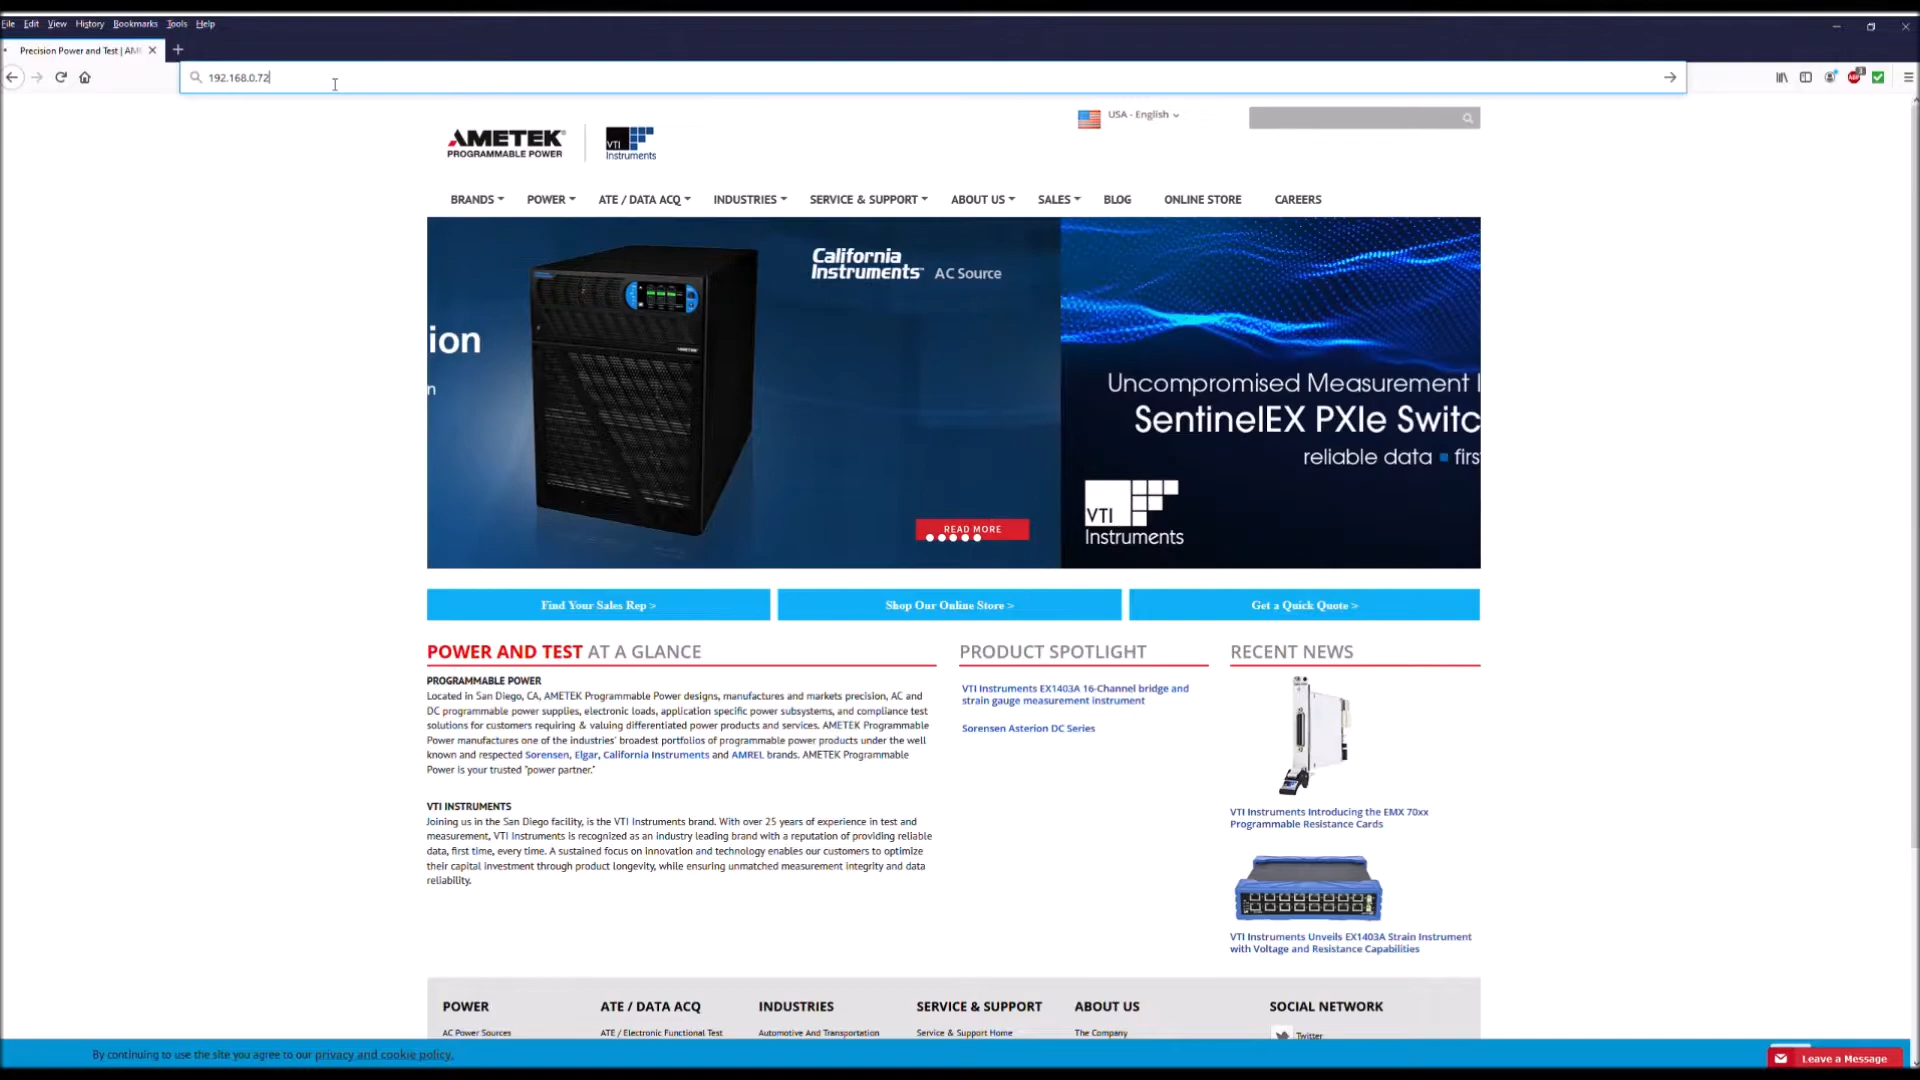 File Edit View History Bookmarks Tools Help
Precision Power and Test | AM
192.168.0.72
USA - English
AMETEK
PROGRAMMABLE POWER
VTI
Instruments
BRANDS POWER ATE / DATA ACQ INDUSTRIES SERVICE & SUPPORT ABOUT US SALES BLOG ONLINE STORE CAREERS
California
Instruments AC Source
ion
n
READ MORE
Uncompromised Measurement I
SentinelEX PXIe Switc
reliable data ▪ firs
VTI
Instruments
Find Your Sales Rep >
Shop Our Online Store >
Get a Quick Quote >
POWER AND TEST AT A GLANCE
PROGRAMMABLE POWER
Located in San Diego, CA, AMETEK Programmable Power designs, manufactures and markets precision, AC and
DC programmable power supplies, electronic loads, application specific power subsystems, and compliance test
solutions for customers requiring & valuing differentiated power products and services. AMETEK Programmable
Power manufactures one of the industries' broadest portfolios of programmable power products under the well
known and respected Sorensen, Elgar, California Instruments and AMREL brands. AMETEK Programmable
Power is your trusted "power partner."
VTI INSTRUMENTS
Joining us in the San Diego facility, is the VTI Instruments brand. With over 25 years of experience in test and
measurement, VTI Instruments is recognized as an industry leading brand with a reputation of providing reliable
data, first time, every time. A sustained focus on innovation and technology enables our customers to optimize
their capital investment through product longevity, while ensuring unmatched measurement integrity and data
reliability.
PRODUCT SPOTLIGHT
VTI Instruments EX1403A 16-Channel bridge and
strain gauge measurement instrument
Sorensen Asterion DC Series
RECENT NEWS
VTI Instruments Introducing the EMX 70xx
Programmable Resistance Cards
VTI Instruments Unveils EX1403A Strain Instrument
with Voltage and Resistance Capabilities
POWER ATE / DATA ACQ INDUSTRIES SERVICE & SUPPORT ABOUT US SOCIAL NETWORK
AC Power Sources ATE / Electronic Functional Test Automotive And Transportation Service & Support Home The Company Twitter
By continuing to use the site you agree to our privacy and cookie policy.
Leave a Message